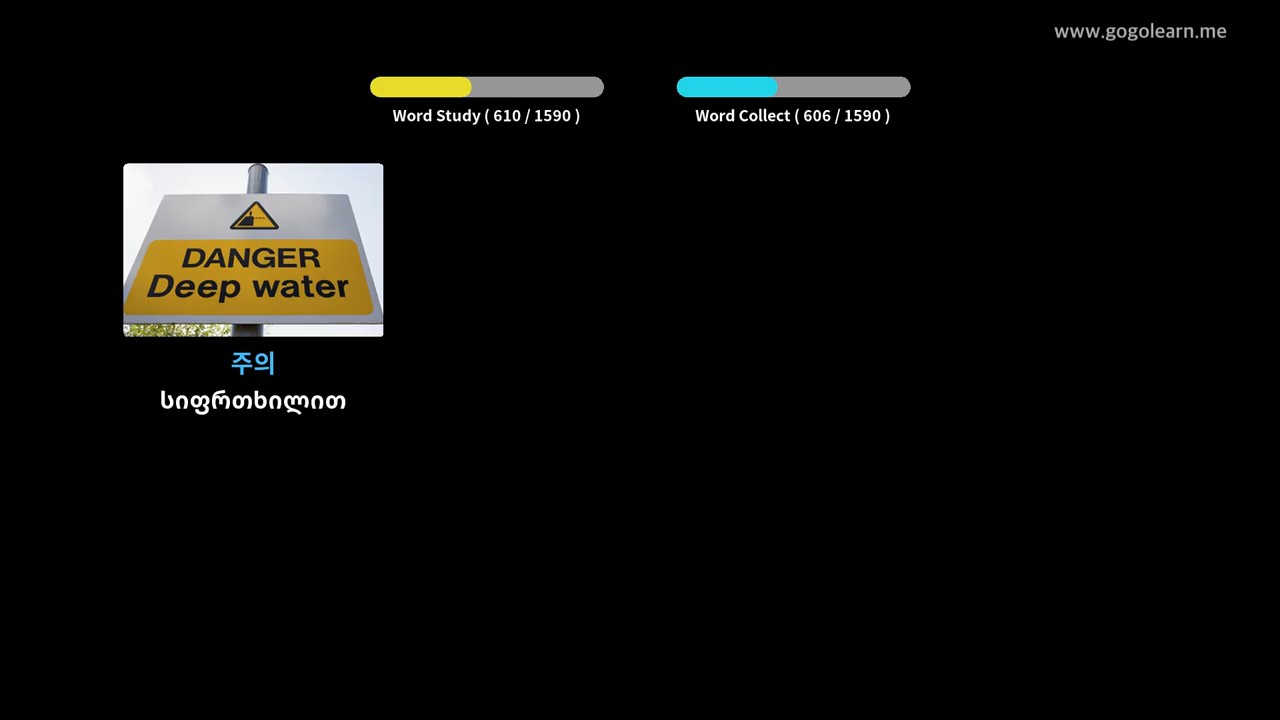 www.gogolearn.me
Word Study ( 610 / 1590 )
Word Collect ( 606 / 1590 )
DANGER
Deep water
주의
სიფრთხილით